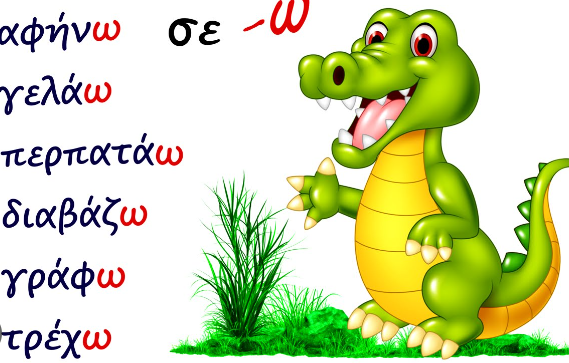 σε -ω
αφήνω
γελάω
περπατάω
διαβάζω
γράφω
τρέχω